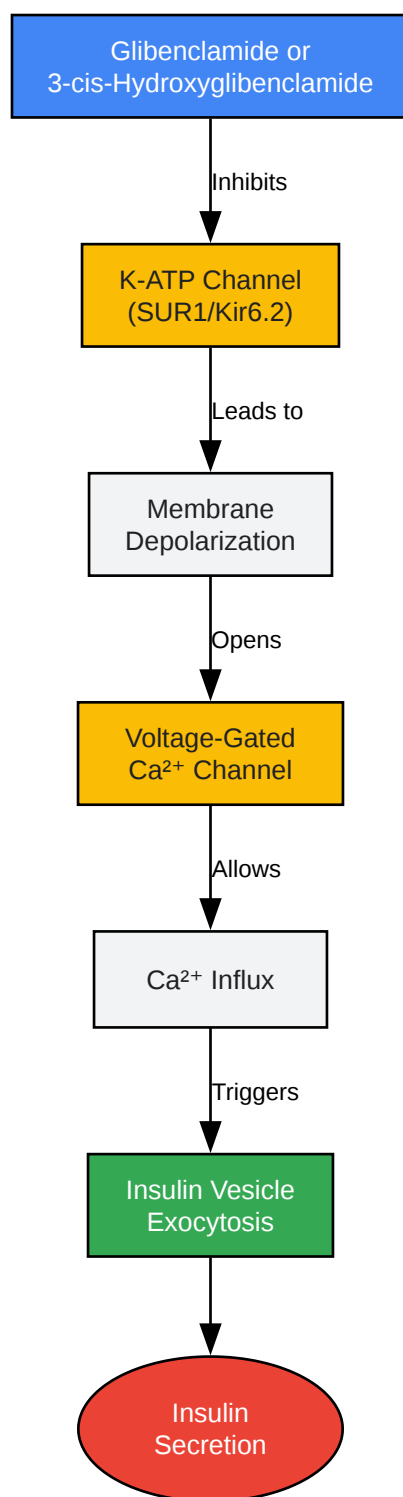 Glibenclamide or
3-cis-Hydroxyglibenclamide
Inhibits
K-ATP Channel
(SUR1/Kir6.2)
Leads to
Membrane
Depolarization
Opens
Voltage-Gated
Ca²⁺ Channel
Allows
Ca²⁺ Influx
Triggers
Insulin Vesicle
Exocytosis
Insulin
Secretion